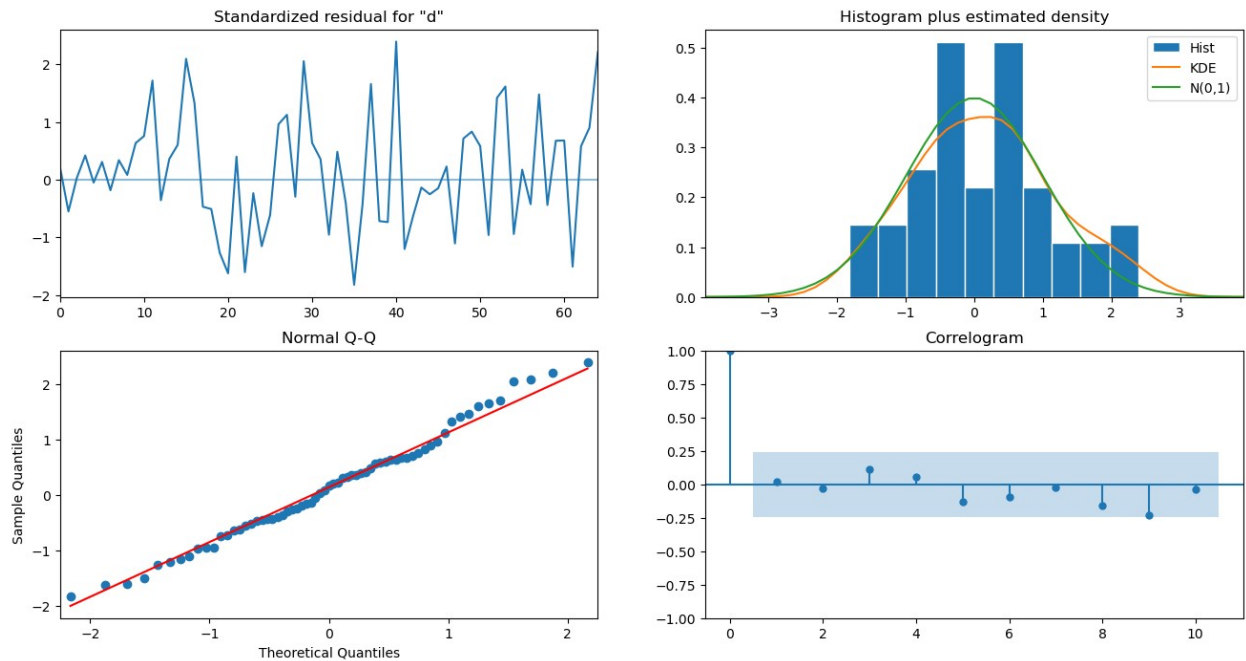 Standardized residual for "d"
2
1
0
−1
−2
0 10 20 30 40 50 60
Histogram plus estimated density
0.5
0.4
0.3
0.2
0.1
0.0
−3 −2 −1 0 1 2 3
Hist
KDE
N(0,1)
Normal Q-Q
Sample Quantiles
2
1
0
−1
−2
−2 −1 0 1 2
Theoretical Quantiles
Correlogram
1.00
0.75
0.50
0.25
0.00
−0.25
−0.50
−0.75
−1.00
0 2 4 6 8 10